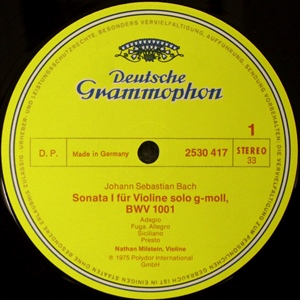 Deutsche
Grammophon
1
D. P.
Made in Germany
2530 417
STEREO
33
Johann Sebastian Bach
Sonata I für Violine solo g-moll,
BWV 1001
Adagio
Fuga. Allegro
Siciliano
Presto
Nathan Milstein, Violine
℗ 1975 Polydor International
GmbH